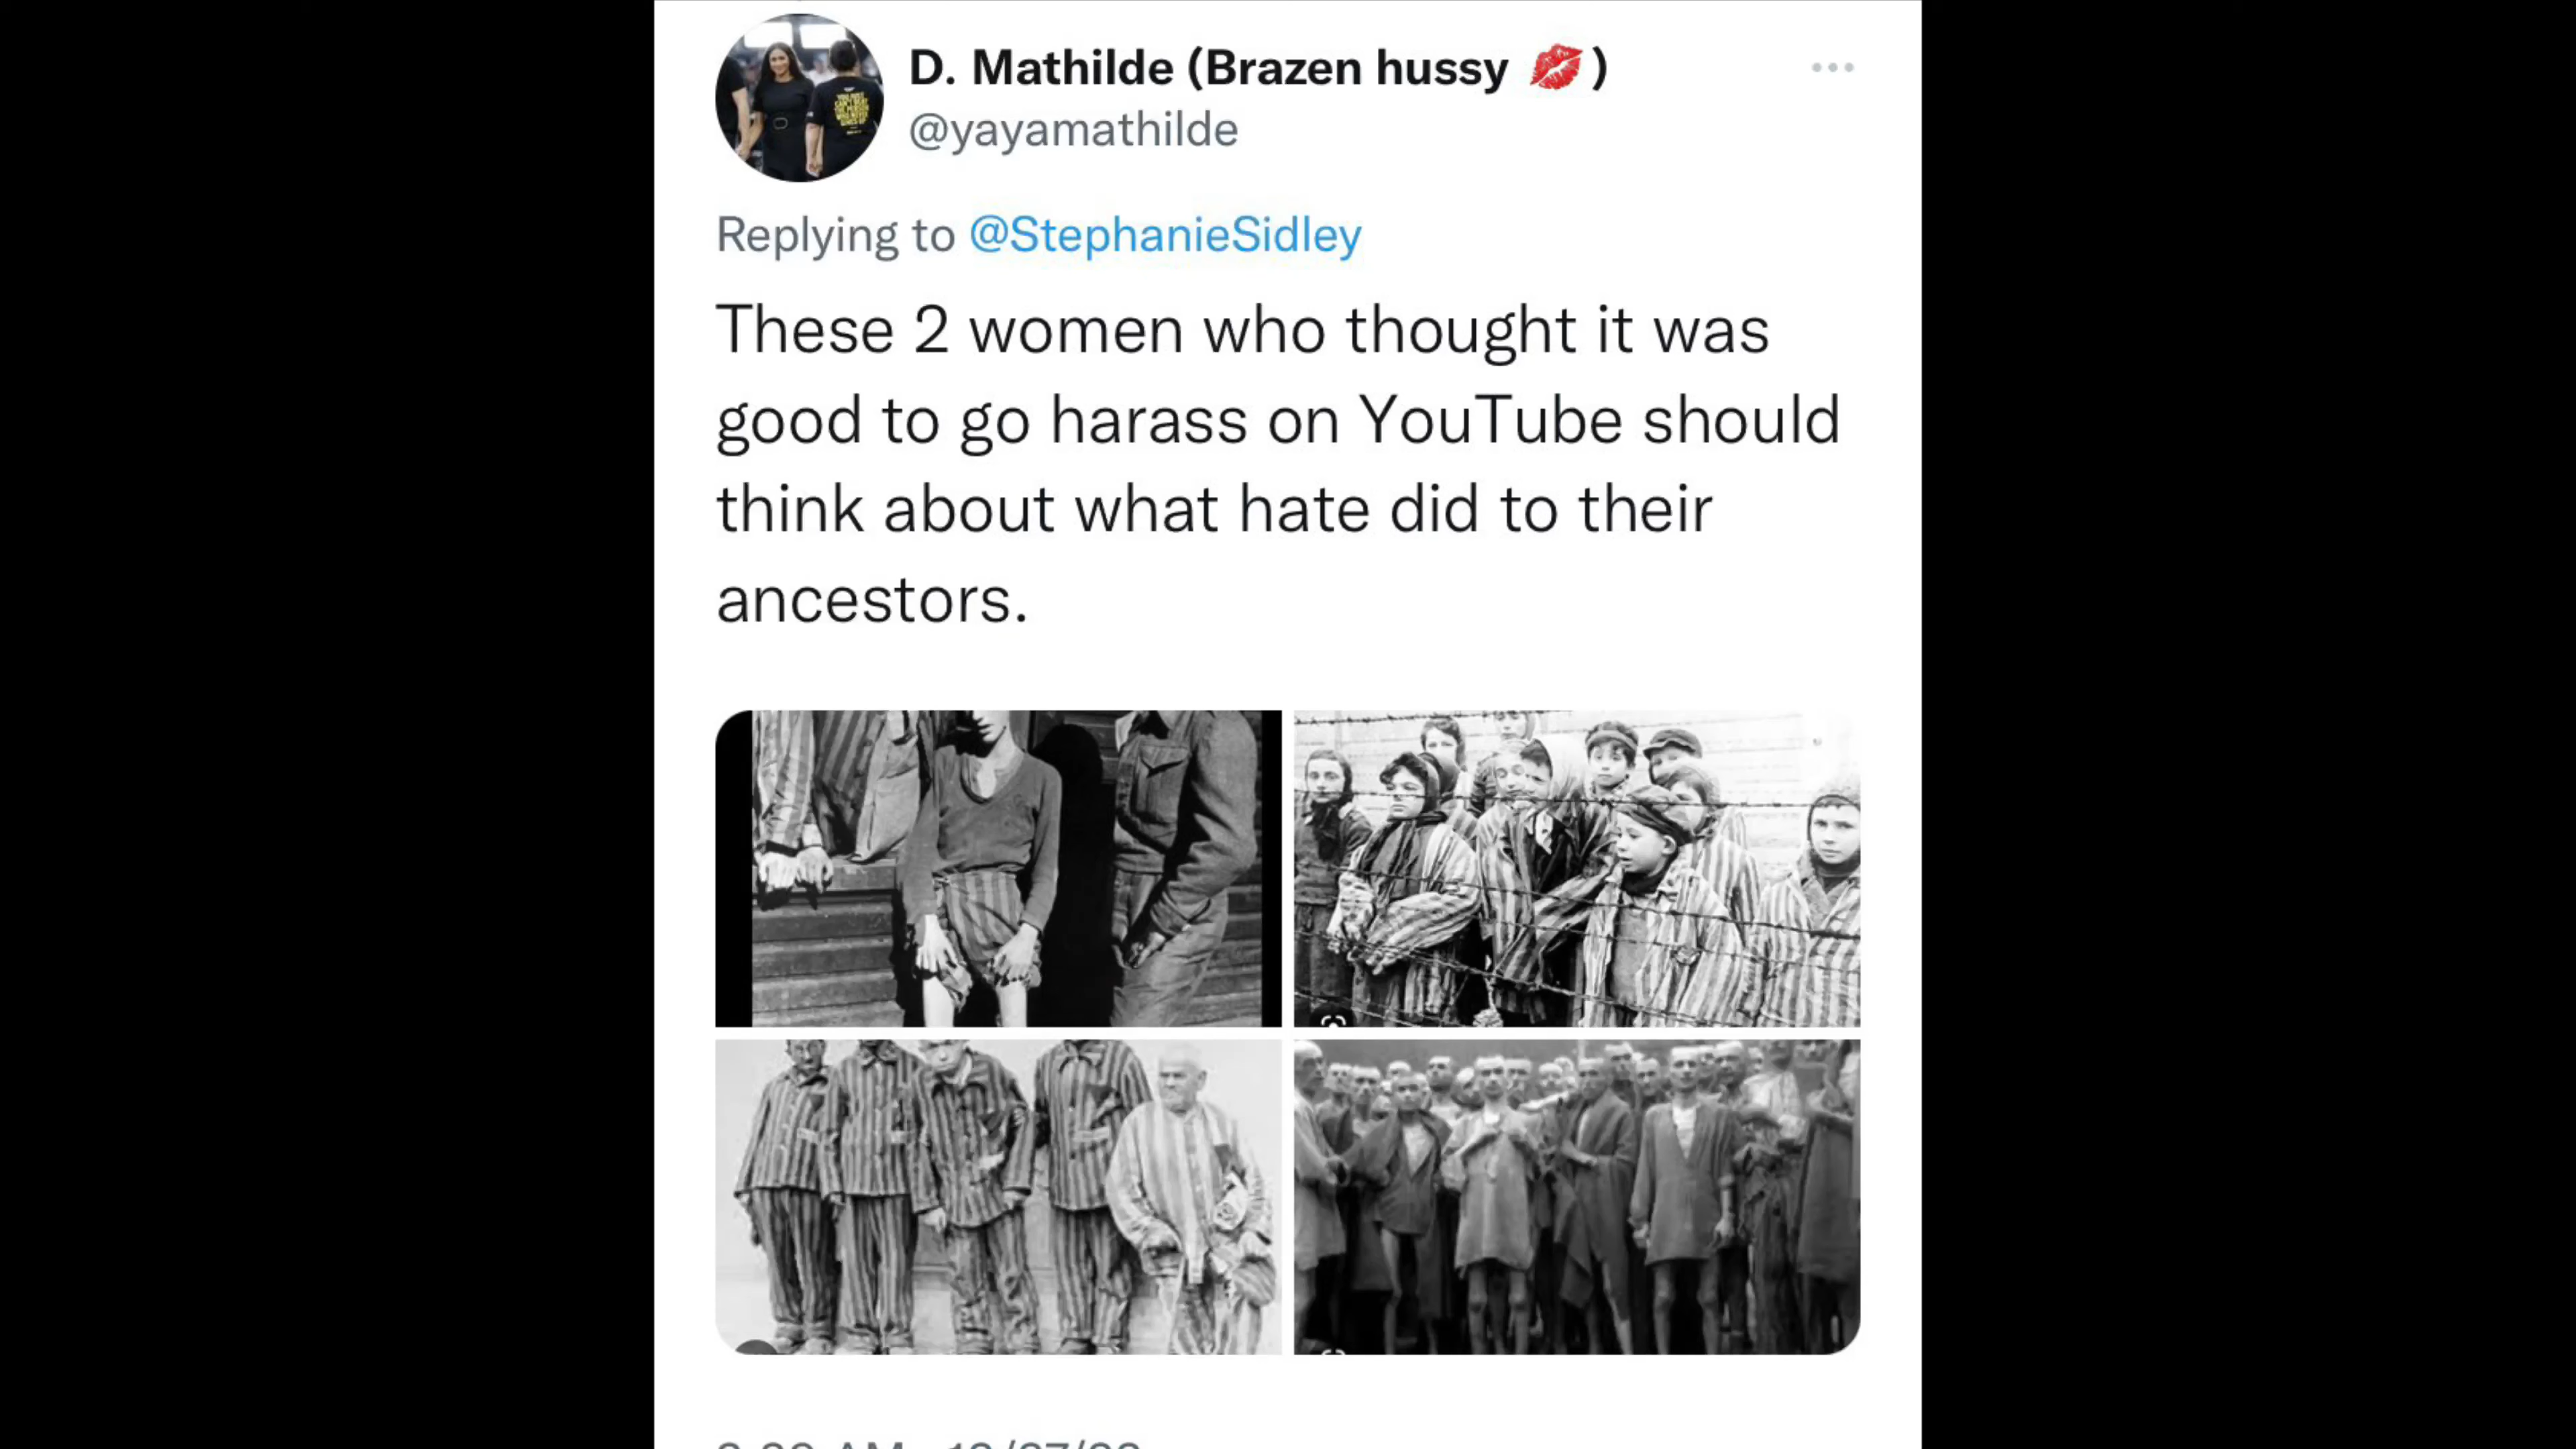 D. Mathilde (Brazen hussy 💋)
@yayamathilde
Replying to @StephanieSidley
These 2 women who thought it was
good to go harass on YouTube should
think about what hate did to their
ancestors.